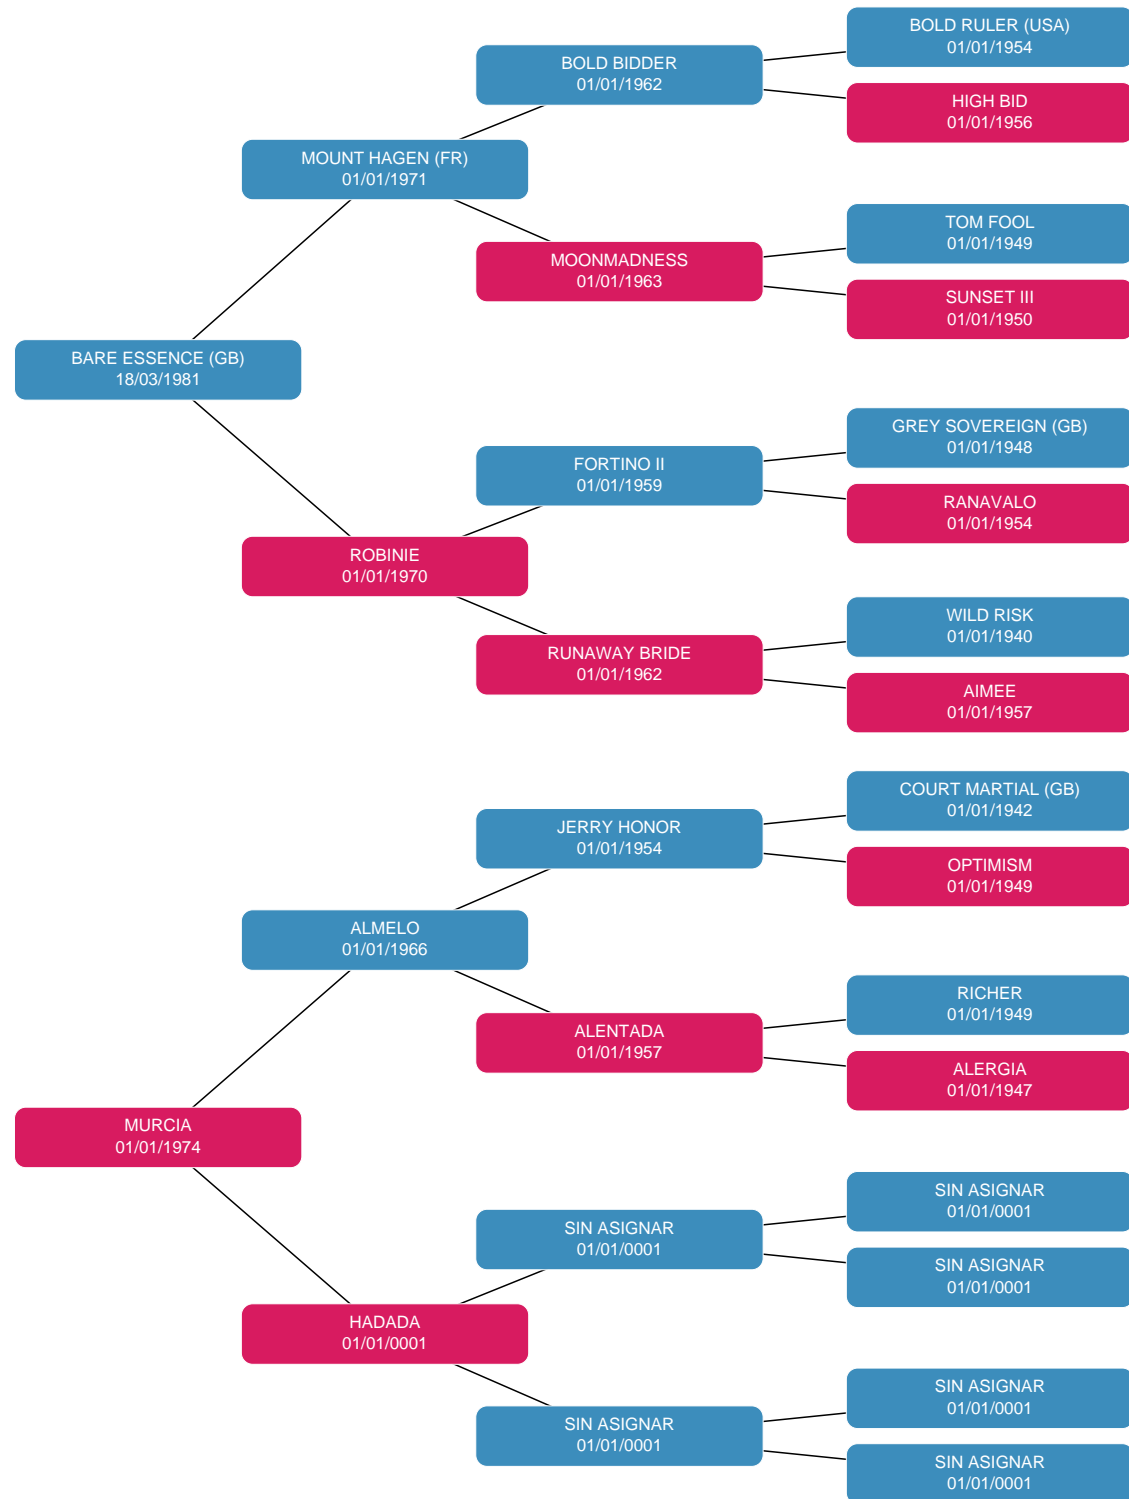 BOLD RULER (USA)
01/01/1954
BOLD BIDDER
01/01/1962
HIGH BID
01/01/1956
MOUNT HAGEN (FR)
01/01/1971
TOM FOOL
01/01/1949
MOONMADNESS
01/01/1963
SUNSET III
01/01/1950
BARE ESSENCE (GB)
18/03/1981
GREY SOVEREIGN (GB)
01/01/1948
FORTINO II
01/01/1959
RANAVALO
01/01/1954
ROBINIE
01/01/1970
WILD RISK
01/01/1940
RUNAWAY BRIDE
01/01/1962
AIMEE
01/01/1957
COURT MARTIAL (GB)
01/01/1942
JERRY HONOR
01/01/1954
OPTIMISM
01/01/1949
ALMELO
01/01/1966
RICHER
01/01/1949
ALENTADA
01/01/1957
ALERGIA
01/01/1947
MURCIA
01/01/1974
SIN ASIGNAR
01/01/0001
SIN ASIGNAR
01/01/0001
SIN ASIGNAR
01/01/0001
HADADA
01/01/0001
SIN ASIGNAR
01/01/0001
SIN ASIGNAR
01/01/0001
SIN ASIGNAR
01/01/0001